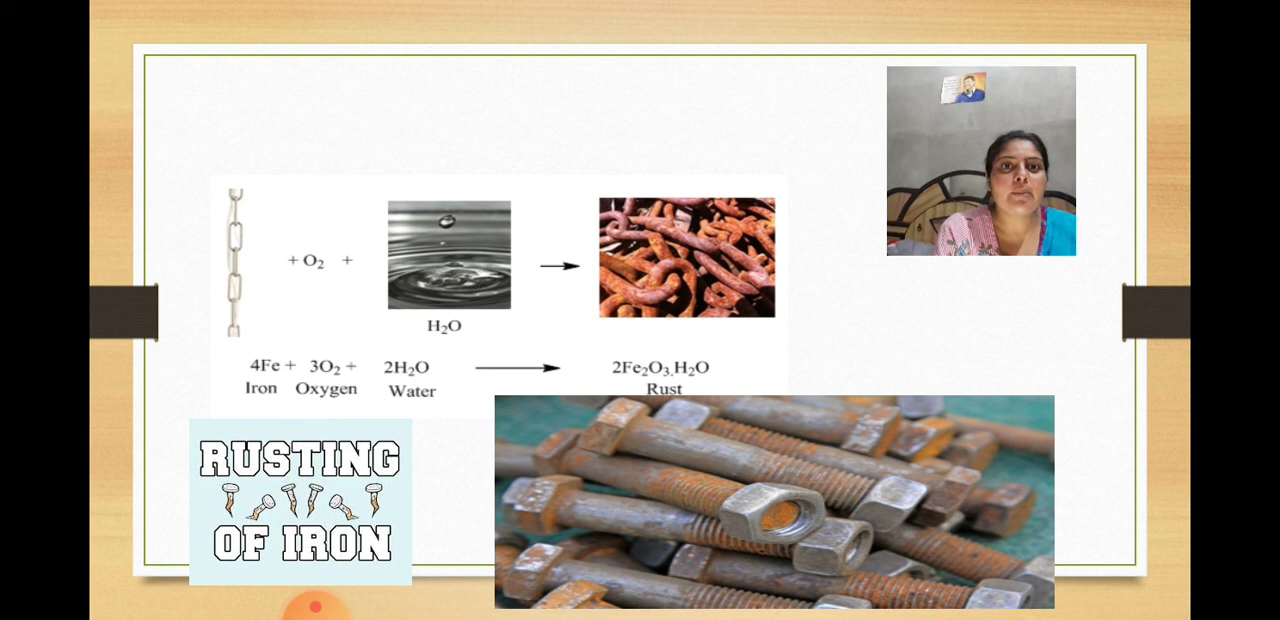 + O₂ +
H₂O
4Fe + 3O₂ + 2H₂O 2Fe₂O₃.H₂O
Iron Oxygen Water Rust
RUSTING
OF IRON